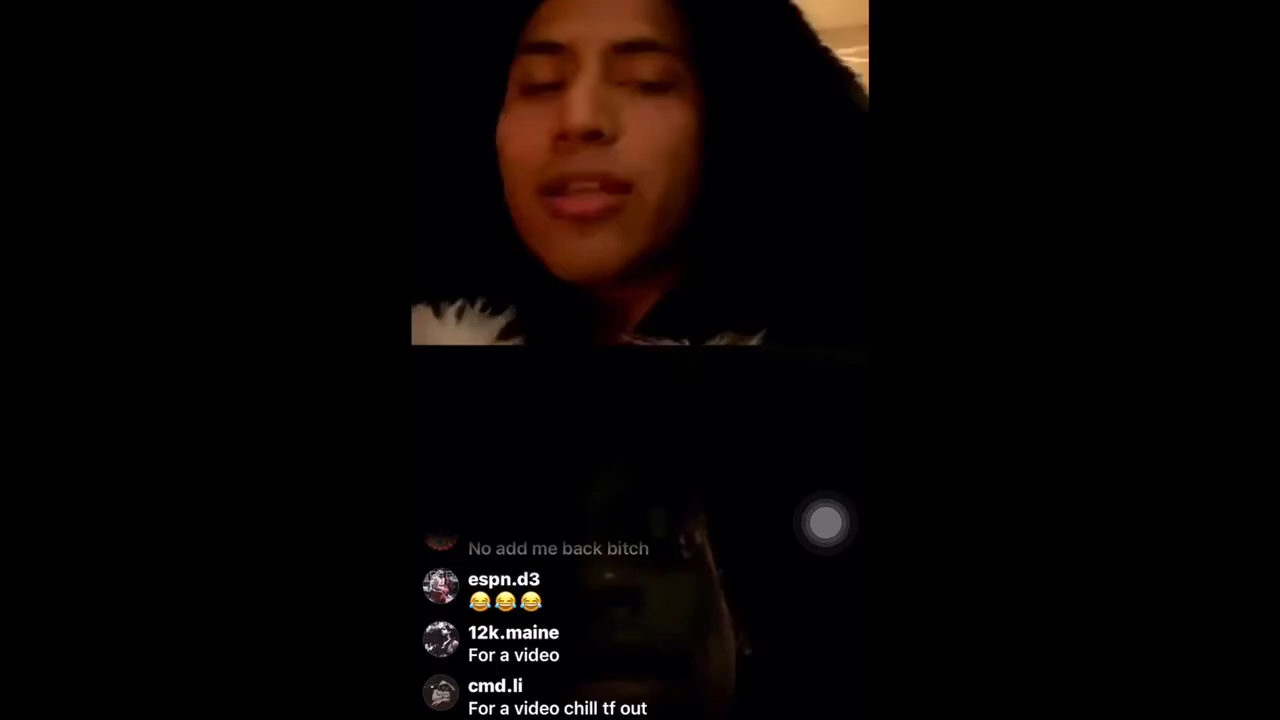 No add me back bitch
espn.d3
😂😂😂
12k.maine
For a video
cmd.li
For a video chill tf out